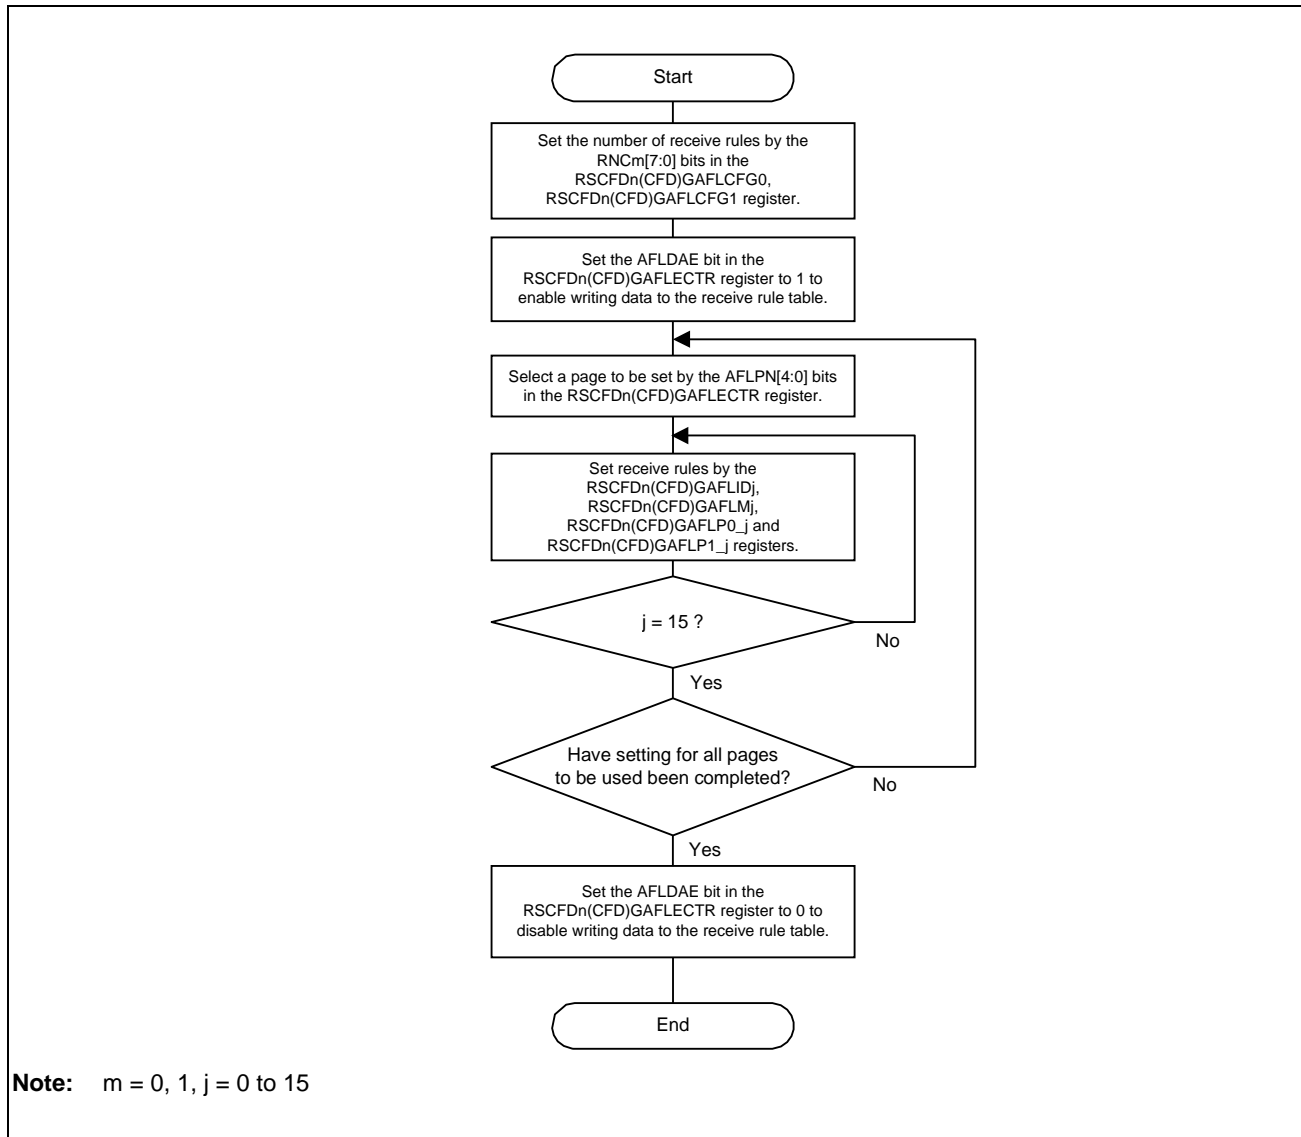 Start
Set the number of receive rules by the
RNCm[7:0] bits in the
RSCFDn(CFD)GAFLCFG0,
RSCFDn(CFD)GAFLCFG1 register.
Set the AFLDAE bit in the
RSCFDn(CFD)GAFLECTR register to 1 to
enable writing data to the receive rule table.
Select a page to be set by the AFLPN[4:0] bits
in the RSCFDn(CFD)GAFLECTR register.
Set receive rules by the
RSCFDn(CFD)GAFLIDj,
RSCFDn(CFD)GAFLMj,
RSCFDn(CFD)GAFLP0_j and
RSCFDn(CFD)GAFLP1_j registers.
j = 15 ?
No
Yes
Have setting for all pages
to be used been completed?
No
Yes
Set the AFLDAE bit in the
RSCFDn(CFD)GAFLECTR register to 0 to
disable writing data to the receive rule table.
End
Note: m = 0, 1, j = 0 to 15